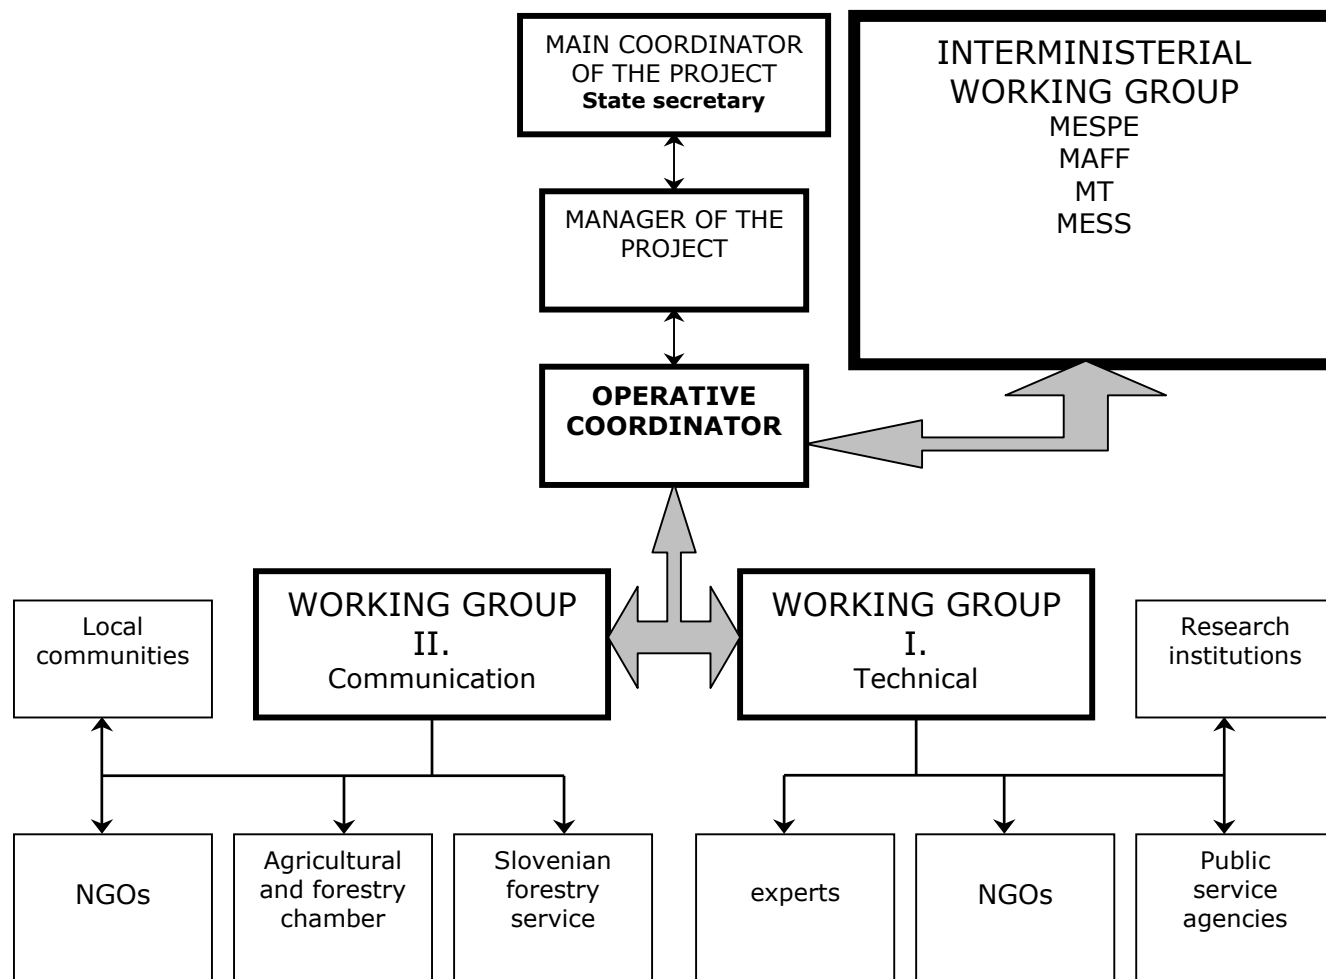 MAIN COORDINATOR
OF THE PROJECT
State secretary
INTERMINISTERIAL
WORKING GROUP
MESPE
MAFF
MT
MESS
MANAGER OF THE
PROJECT
OPERATIVE
COORDINATOR
WORKING GROUP
II.
Communication
WORKING GROUP
I.
Technical
Local
communities
Research
institutions
NGOs
Agricultural
and forestry
chamber
Slovenian
forestry
service
experts
NGOs
Public
service
agencies